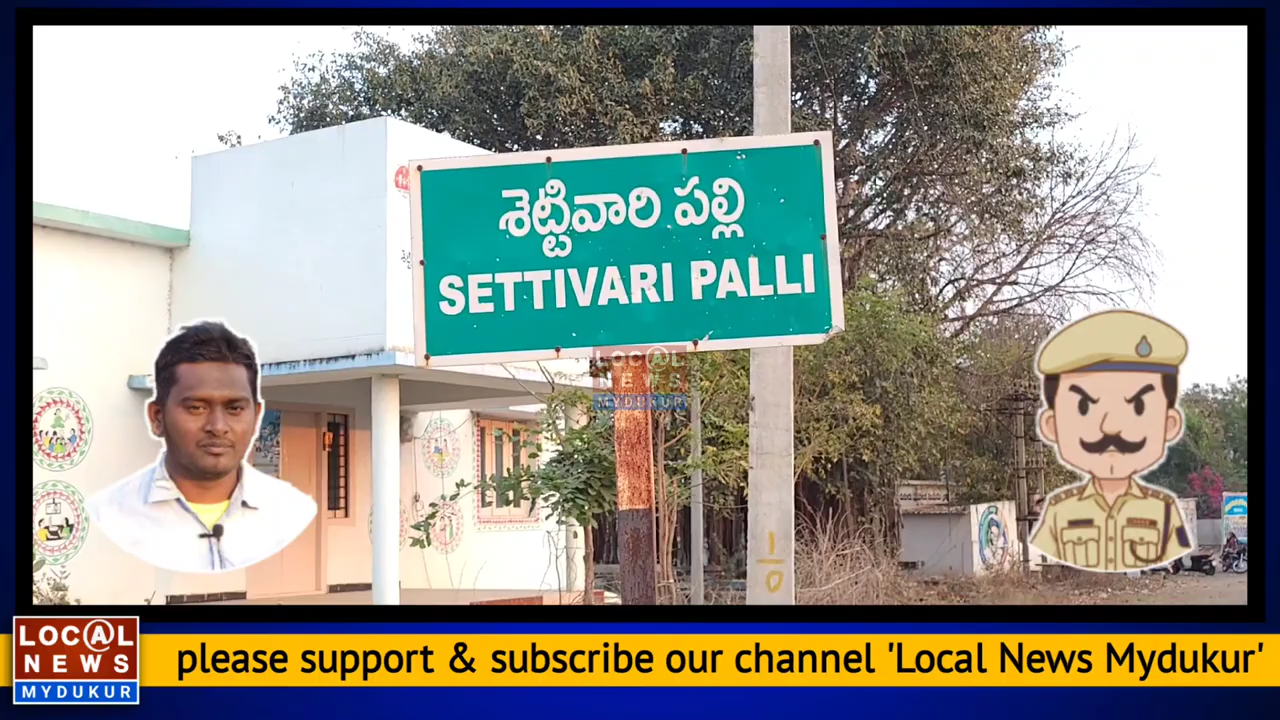 శెట్టివారి పల్లి
SETTIVARI PALLI
LOC@L
NEWS
MYDUKUR
1
0
LOC@L
NEWS
MYDUKUR
please support & subscribe our channel 'Local News Mydukur'